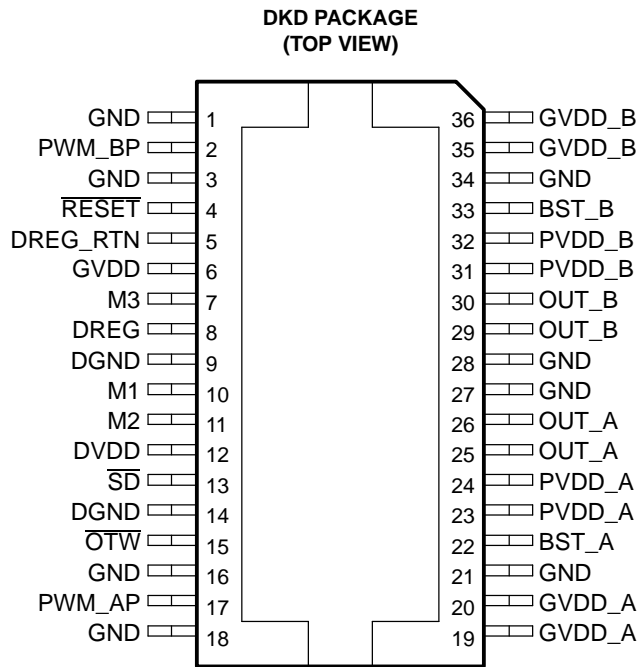 DKD PACKAGE
(TOP VIEW)
GND 1 36 GVDD_B
PWM_BP 2 35 GVDD_B
GND 3 34 GND
RESET 4 33 BST_B
DREG_RTN 5 32 PVDD_B
GVDD 6 31 PVDD_B
M3 7 30 OUT_B
DREG 8 29 OUT_B
DGND 9 28 GND
M1 10 27 GND
M2 11 26 OUT_A
DVDD 12 25 OUT_A
SD 13 24 PVDD_A
DGND 14 23 PVDD_A
OTW 15 22 BST_A
GND 16 21 GND
PWM_AP 17 20 GVDD_A
GND 18 19 GVDD_A